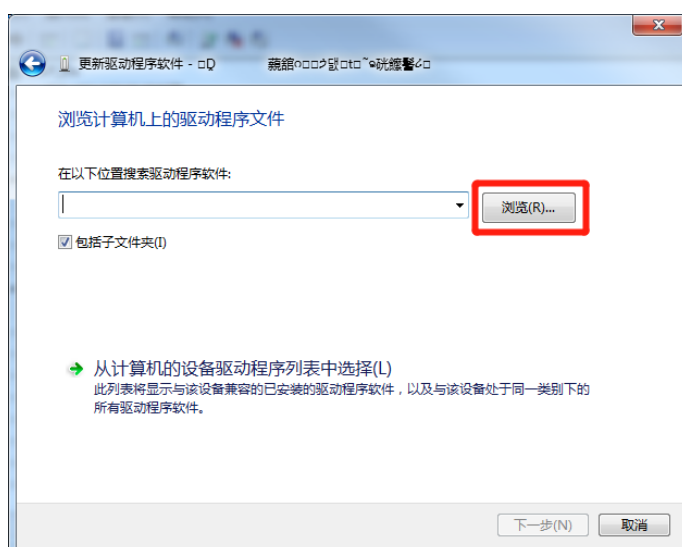 更新驱动程序软件 -
浏览计算机上的驱动程序文件
在以下位置搜索驱动程序软件:
浏览(R)...
包括子文件夹(I)
从计算机的设备驱动程序列表中选择(L)
此列表将显示与该设备兼容的已安装的驱动程序软件，以及与该设备处于同一类别下的
所有驱动程序软件。
下一步(N)
取消